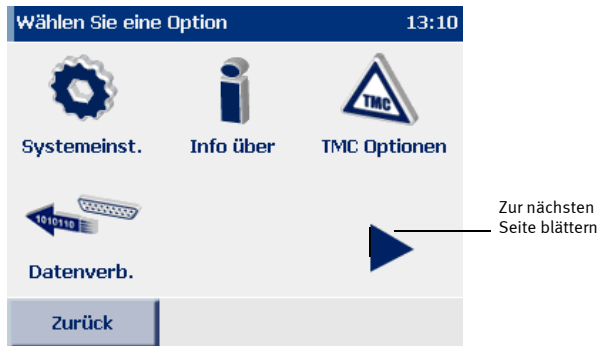 Wählen Sie eine Option 13:10
TMC
Systemeinst. Info über TMC Optionen
1010110
Datenverb.
Zur nächsten
Seite blättern
Zurück